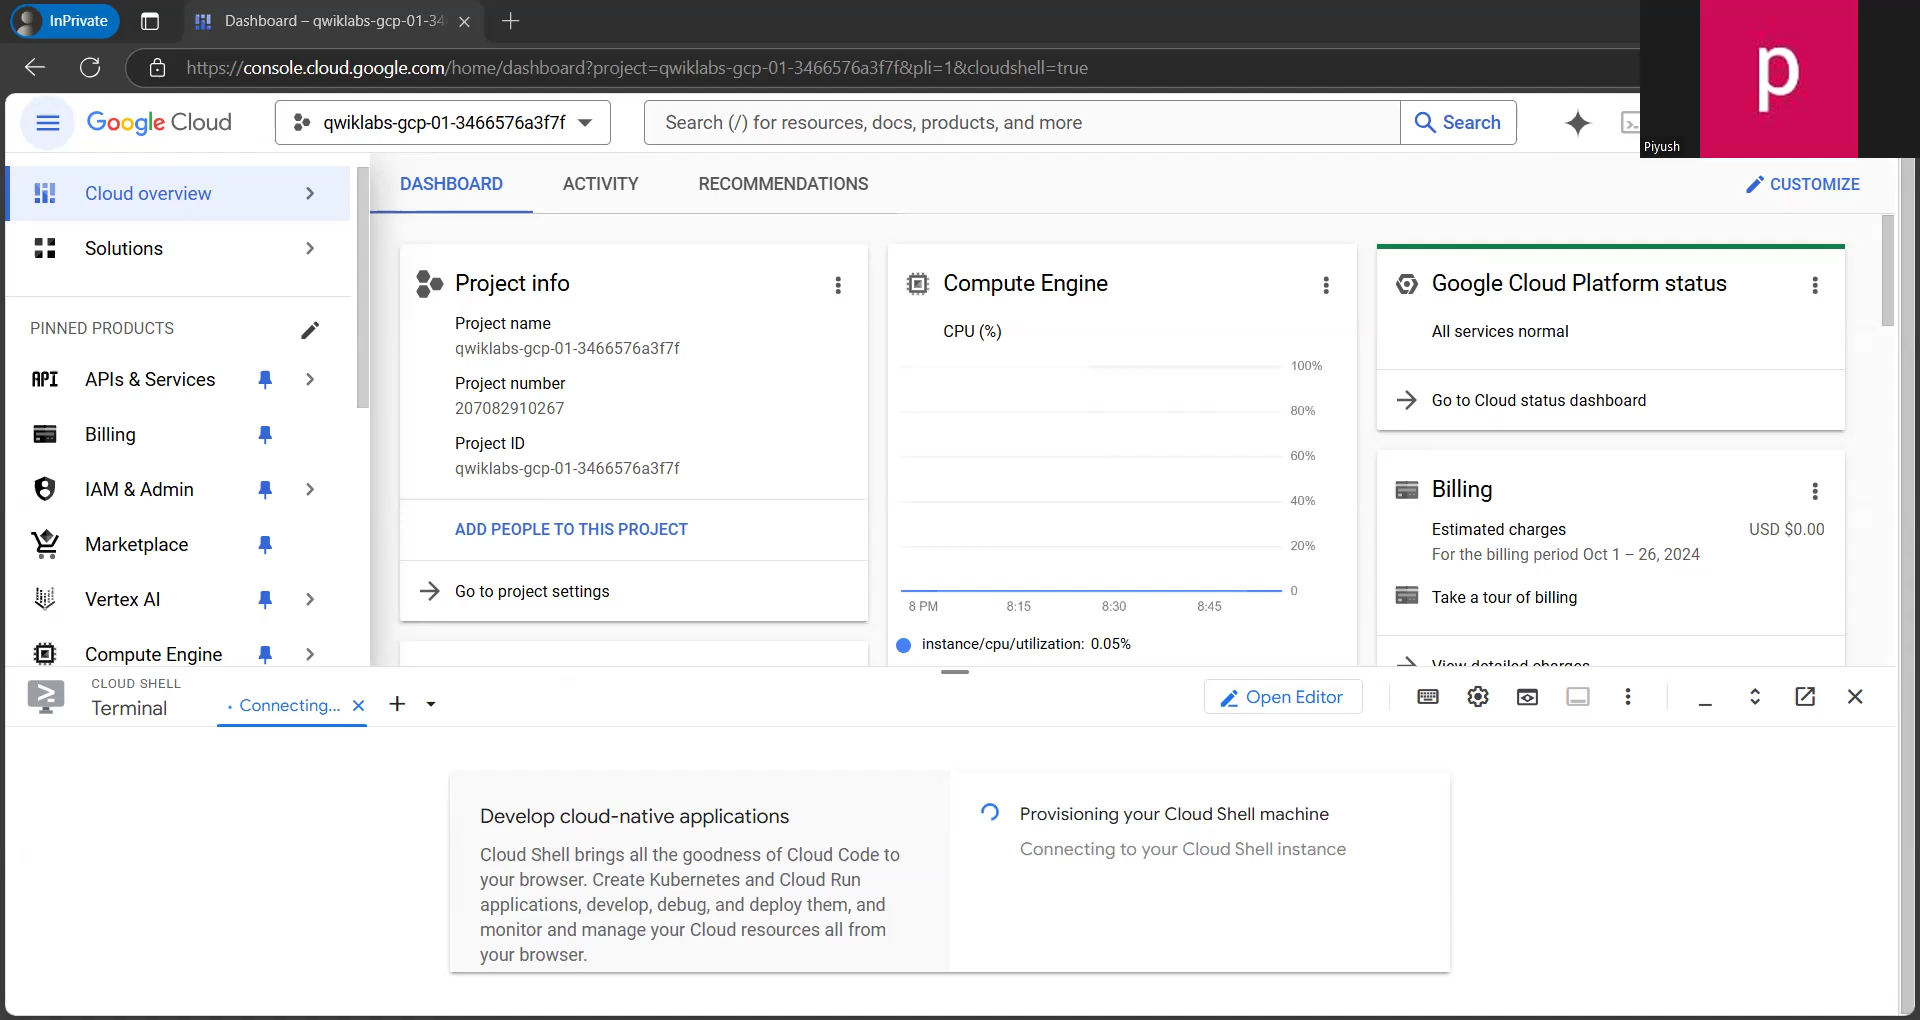 InPrivate
Dashboard – qwiklabs-gcp-01-34
https://console.cloud.google.com/home/dashboard?project=qwiklabs-gcp-01-3466576a3f7f&pli=1&cloudshell=true
p
Piyush
Google Cloud
qwiklabs-gcp-01-3466576a3f7f
Search (/) for resources, docs, products, and more
Search
Cloud overview
Solutions
PINNED PRODUCTS
API APIs & Services
Billing
IAM & Admin
Marketplace
Vertex AI
Compute Engine
DASHBOARD
ACTIVITY
RECOMMENDATIONS
CUSTOMIZE
Project info
Project name
qwiklabs-gcp-01-3466576a3f7f
Project number
207082910267
Project ID
qwiklabs-gcp-01-3466576a3f7f
ADD PEOPLE TO THIS PROJECT
Go to project settings
Compute Engine
CPU (%)
100%
80%
60%
40%
20%
0
8 PM 8:15 8:30 8:45
instance/cpu/utilization: 0.05%
Google Cloud Platform status
All services normal
Go to Cloud status dashboard
Billing
Estimated charges USD $0.00
For the billing period Oct 1 – 26, 2024
Take a tour of billing
View detailed charges
CLOUD SHELL
Terminal
Connecting...
Open Editor
Develop cloud-native applications
Cloud Shell brings all the goodness of Cloud Code to
your browser. Create Kubernetes and Cloud Run
applications, develop, debug, and deploy them, and
monitor and manage your Cloud resources all from
your browser.
Provisioning your Cloud Shell machine
Connecting to your Cloud Shell instance